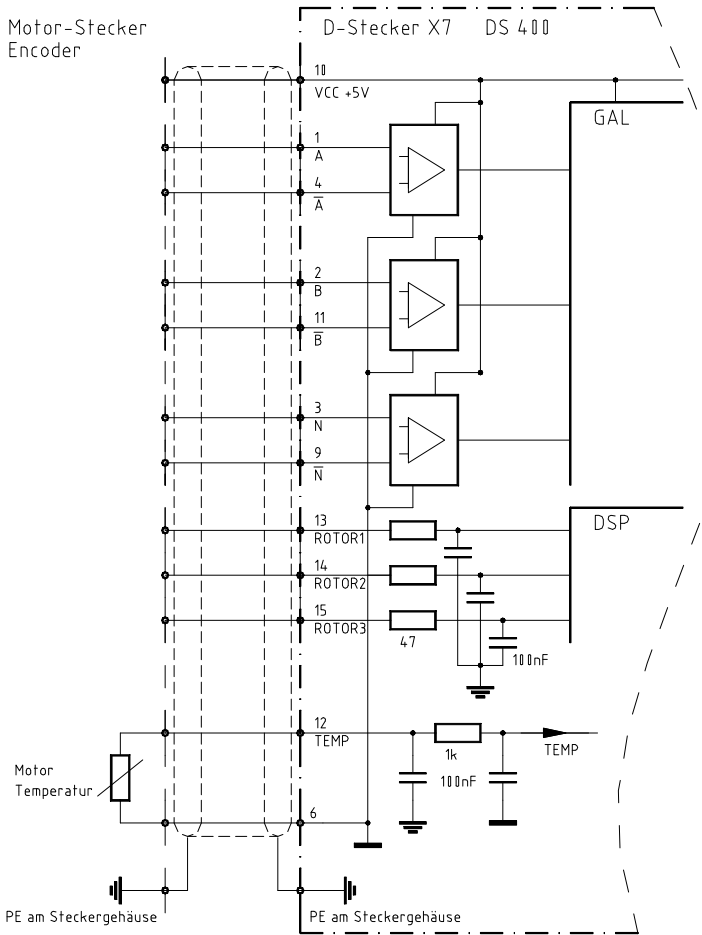 Motor-Stecker
Encoder
D-Stecker X7 DS 400
10
VCC +5V
GAL
1
A
4
A̅
2
B
11
B̅
3
N
9
N̅
13
ROTOR1
DSP
14
ROTOR2
15
ROTOR3
47
100nF
12
TEMP
1k
TEMP
Motor
Temperatur
100nF
6
PE am Steckergehäuse
PE am Steckergehäuse